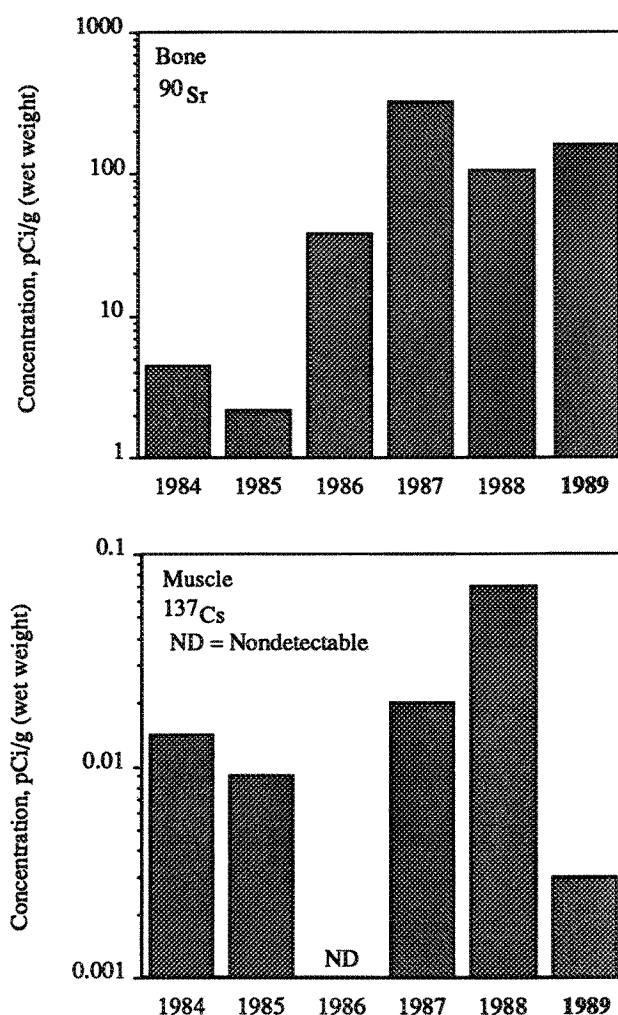 Concentration, pCi/g (wet weight)
1000
100
10
1
Bone
90Sr
1984 1985 1986 1987 1988 1989
Concentration, pCi/g (wet weight)
0.1
0.01
0.001
Muscle
137Cs
ND = Nondetectable
ND
1984 1985 1986 1987 1988 1989